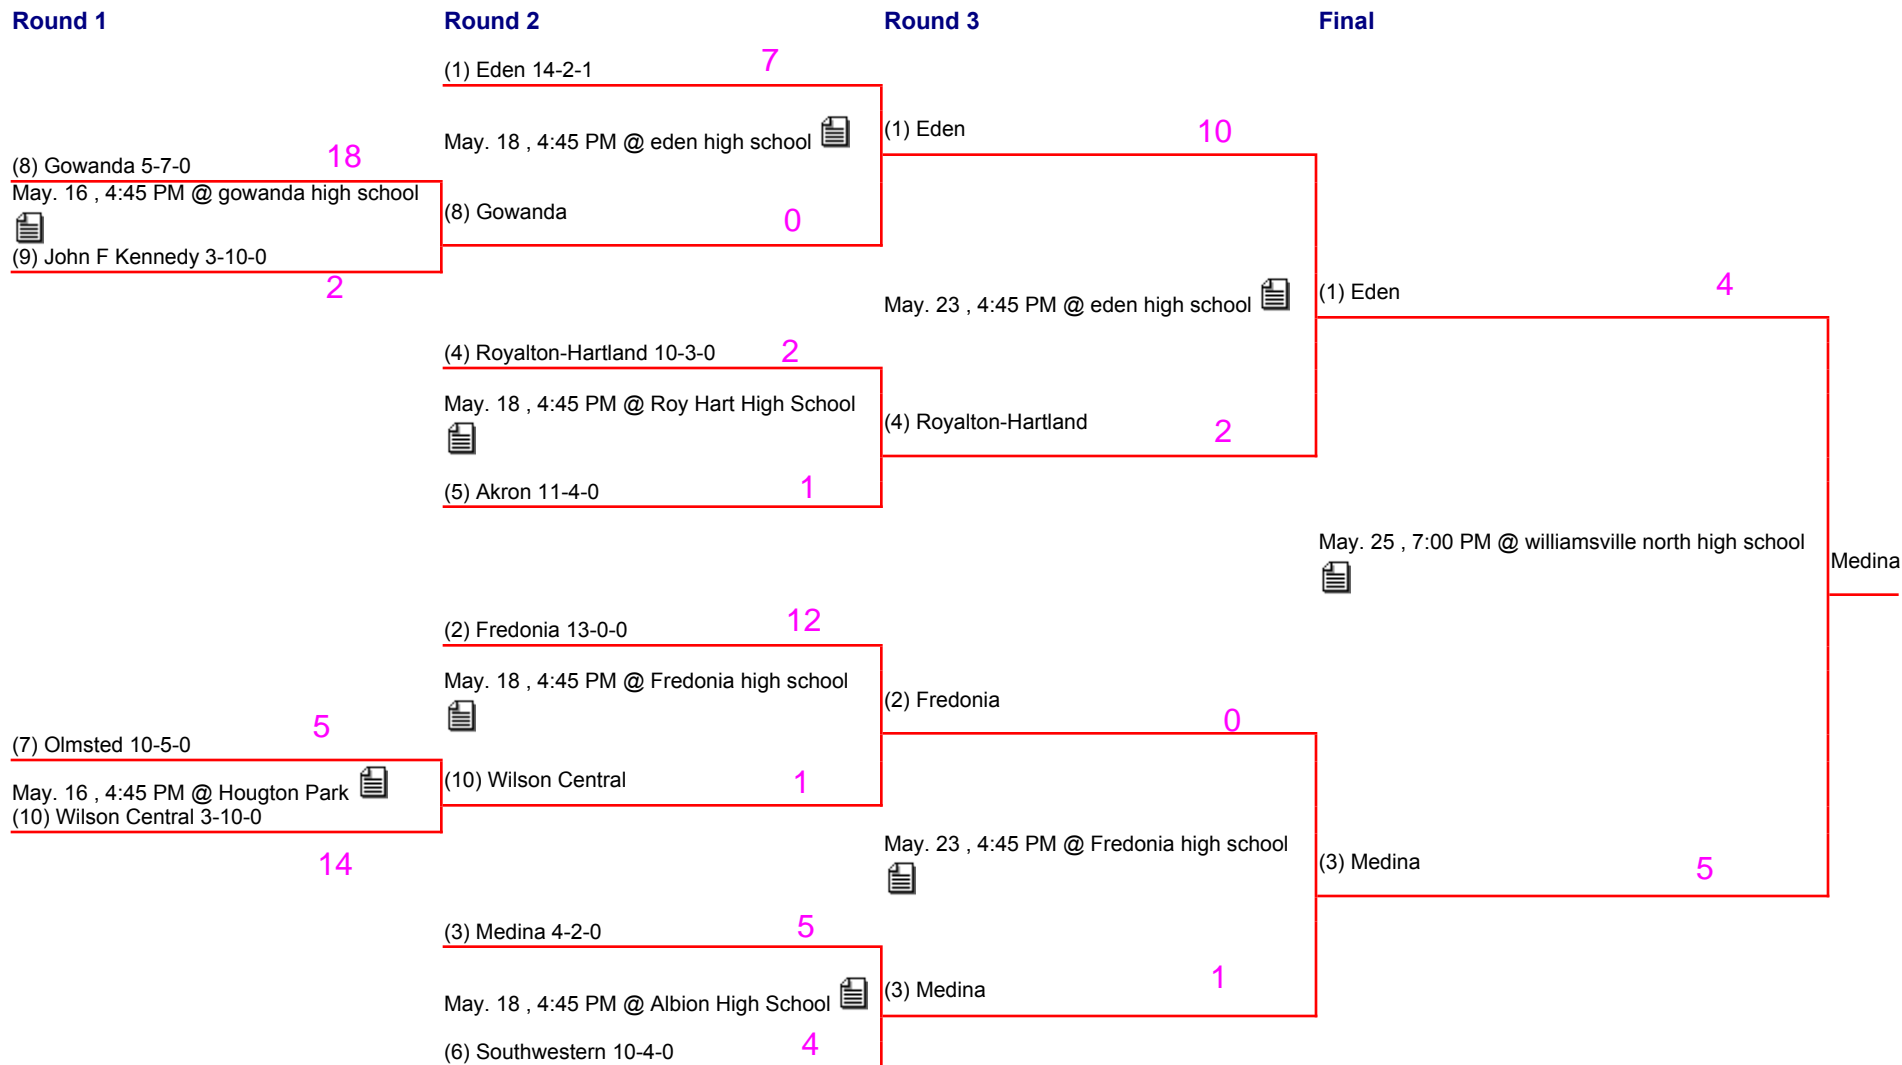 Round 1
Round 2
Round 3
Final
(8) Gowanda 5-7-0
18
May. 16 , 4:45 PM @ gowanda high school
(9) John F Kennedy 3-10-0
2
(7) Olmsted 10-5-0
5
May. 16 , 4:45 PM @ Hougton Park
(10) Wilson Central 3-10-0
14
(1) Eden 14-2-1
7
May. 18 , 4:45 PM @ eden high school
(8) Gowanda
0
(4) Royalton-Hartland 10-3-0
2
May. 18 , 4:45 PM @ Roy Hart High School
(5) Akron 11-4-0
1
(2) Fredonia 13-0-0
12
May. 18 , 4:45 PM @ Fredonia high school
(10) Wilson Central
1
(3) Medina 4-2-0
5
May. 18 , 4:45 PM @ Albion High School
(6) Southwestern 10-4-0
4
(1) Eden
10
May. 23 , 4:45 PM @ eden high school
(4) Royalton-Hartland
2
(2) Fredonia
0
May. 23 , 4:45 PM @ Fredonia high school
(3) Medina
1
(1) Eden
4
May. 25 , 7:00 PM @ williamsville north high school
(3) Medina
5
Medina